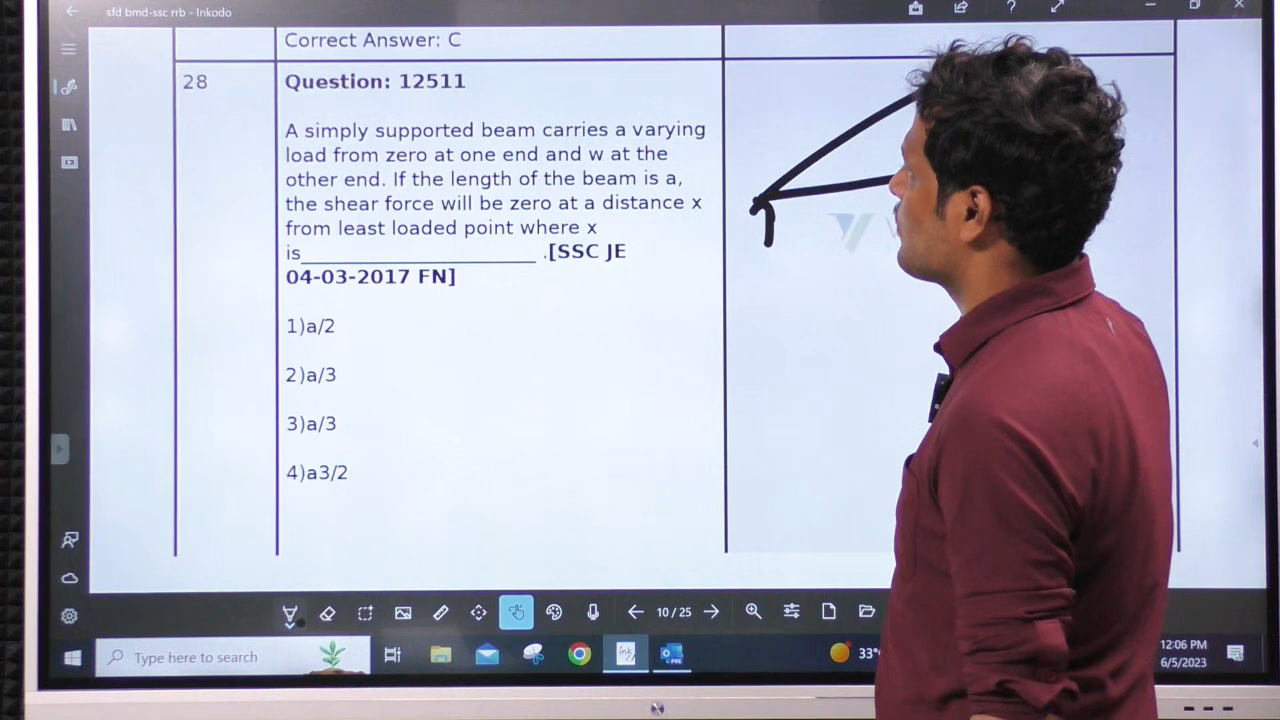 sfd bmd-ssc rrb - Inkodo
Correct Answer: C
28
Question: 12511
A simply supported beam carries a varying
load from zero at one end and w at the
other end. If the length of the beam is a,
the shear force will be zero at a distance x
from least loaded point where x
is______________________ .[SSC JE
04-03-2017 FN]
1)a/2
2)a/3
3)a/3
4)a3/2
10 / 25
Type here to search
33°
12:06 PM
6/5/2023